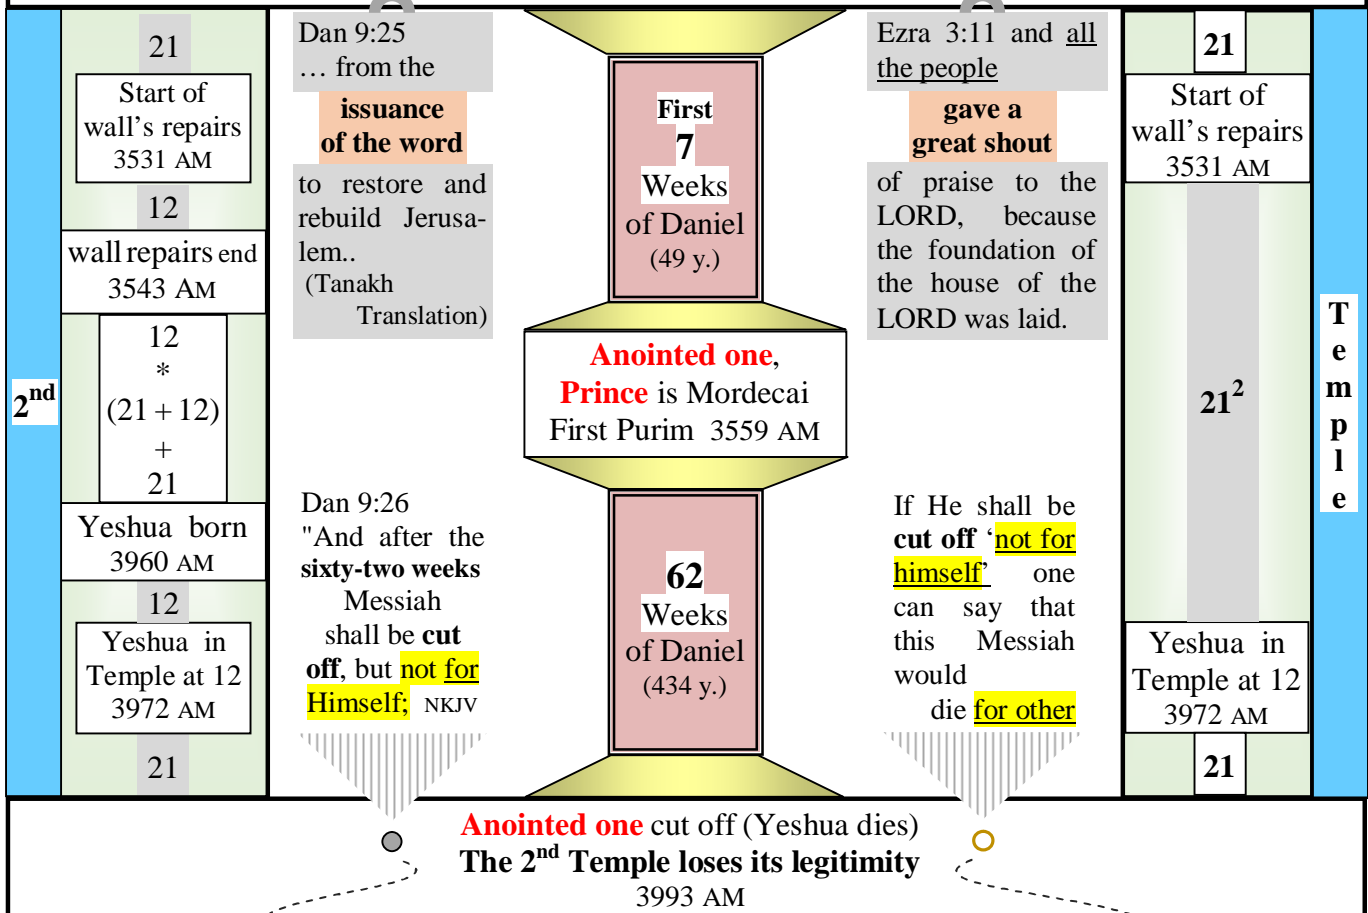 21
Start of
wall's repairs
3531 AM
12
wall repairs end
3543 AM
12
*
(21 + 12)
+
21
Yeshua born
3960 AM
12
Yeshua in
Temple at 12
3972 AM
21
2nd
Dan 9:25
… from the
issuance
of the word
to restore and
rebuild Jerusa-
lem..
(Tanakh
Translation)
Dan 9:26
"And after the
sixty-two weeks
Messiah
shall be cut
off, but not for
Himself; NKJV
First
7
Weeks
of Daniel
(49 y.)
Anointed one,
Prince is Mordecai
First Purim 3559 AM
62
Weeks
of Daniel
(434 y.)
Ezra 3:11 and all
the people
gave a
great shout
of praise to the
LORD, because
the foundation of
the house of the
LORD was laid.
If He shall be
cut off ‘not for
himself’ one
can say that
this Messiah
would
die for other
21
Start of
wall's repairs
3531 AM
21²
Yeshua in
Temple at 12
3972 AM
21
T
e
m
p
l
e
Anointed one cut off (Yeshua dies)
The 2nd Temple loses its legitimity
3993 AM